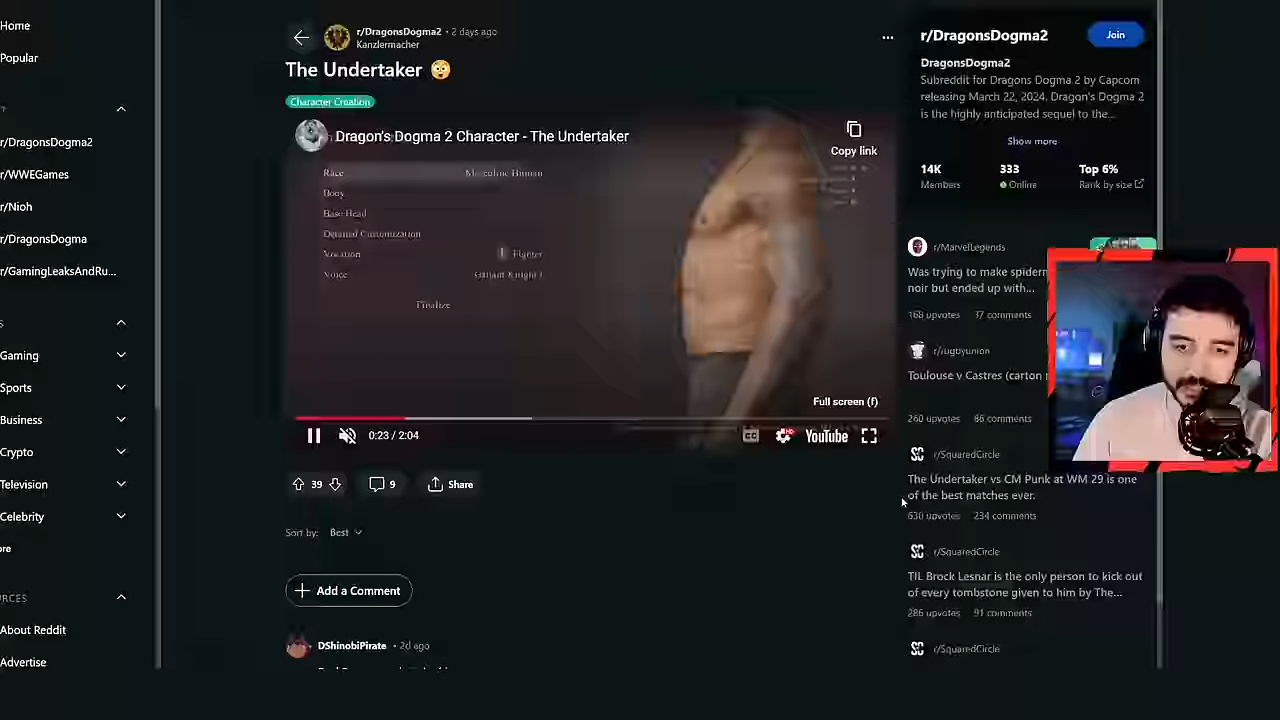 Home
Popular
r/DragonsDogma2
r/WWEGames
r/Nioh
r/DragonsDogma
r/GamingLeaksAndRu...
Gaming
Sports
Business
Crypto
Television
Celebrity
ore
RCES
About Reddit
Advertise
r/DragonsDogma2 • 2 days ago
Kanzlermacher
The Undertaker 😳
Character Creation
Dragon's Dogma 2 Character - The Undertaker
Copy link
Race Masculine Human
Body
Base Head
Detailed Customization
Vocation Fighter
Voice Gallant Knight I
Finalize
Full screen (f)
0:23 / 2:04
CC
HD
YouTube
39
9
Share
Sort by: Best
Add a Comment
DShinobiPirate • 2d ago
r/DragonsDogma2
Join
DragonsDogma2
Subreddit for Dragons Dogma 2 by Capcom
releasing March 22, 2024. Dragon's Dogma 2
is the highly anticipated sequel to the...
Show more
14K 333 Top 6%
Members Online Rank by size
r/MarvelLegends
Was trying to make spiderm
noir but ended up with...
168 upvotes 37 comments
r/rugbyunion
Toulouse v Castres (carton r
260 upvotes 86 comments
r/SquaredCircle
The Undertaker vs CM Punk at WM 29 is one
of the best matches ever.
630 upvotes 234 comments
r/SquaredCircle
TIL Brock Lesnar is the only person to kick out
of every tombstone given to him by The...
286 upvotes 91 comments
r/SquaredCircle